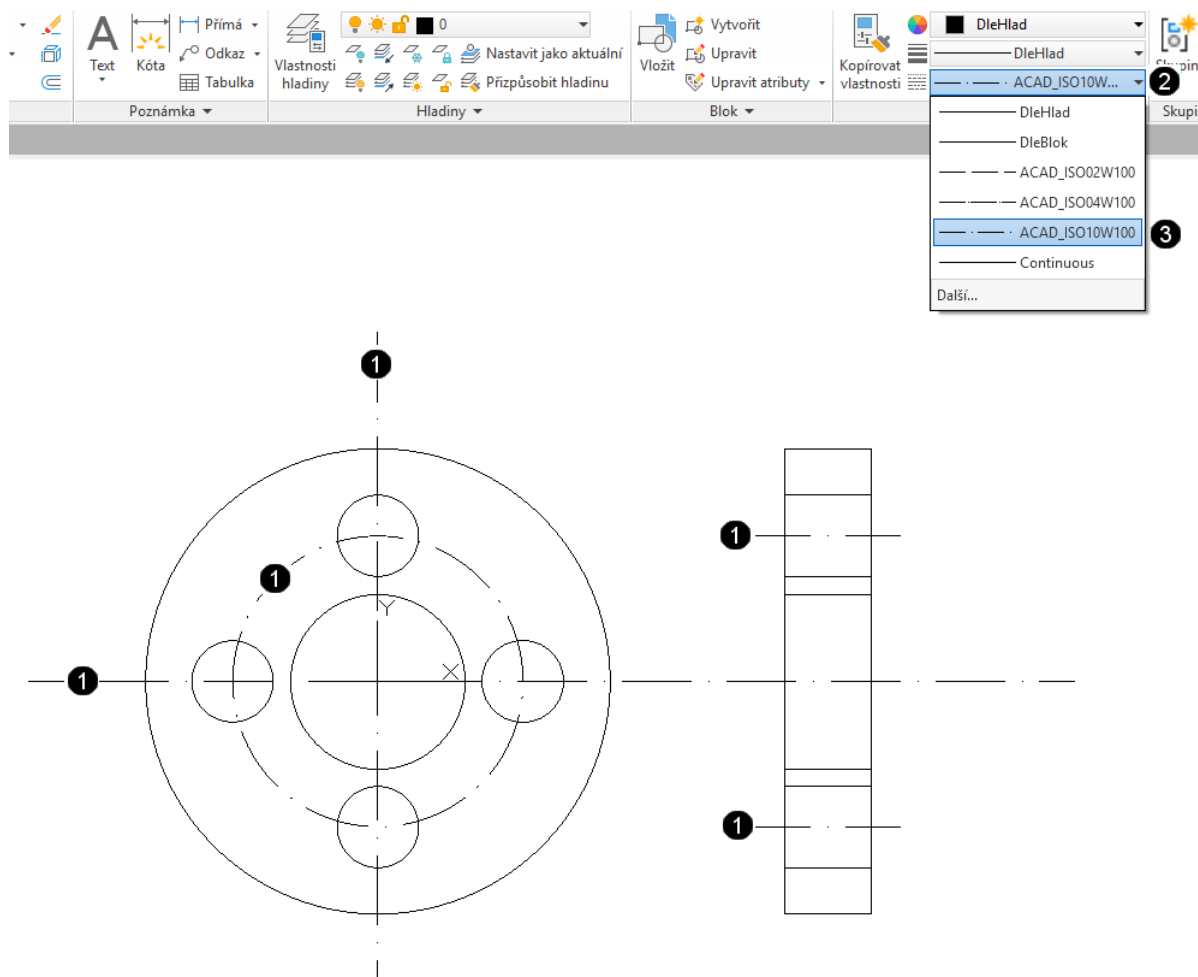 Text
Kóta
Přímá
Odkaz
Tabulka
Poznámka
Vlastnosti
hladiny
0
Nastavit jako aktuální
Přizpůsobit hladinu
Hladiny
Vložit
Vytvořit
Upravit
Upravit atributy
Blok
Kopírovat
vlastnosti
DleHlad
DleHlad
ACAD_ISO10W...
2
Skupi
DleHlad
DleBlok
ACAD_ISO02W100
ACAD_ISO04W100
ACAD_ISO10W100
3
Continuous
Další...
1
1
1
Y
X
1
1